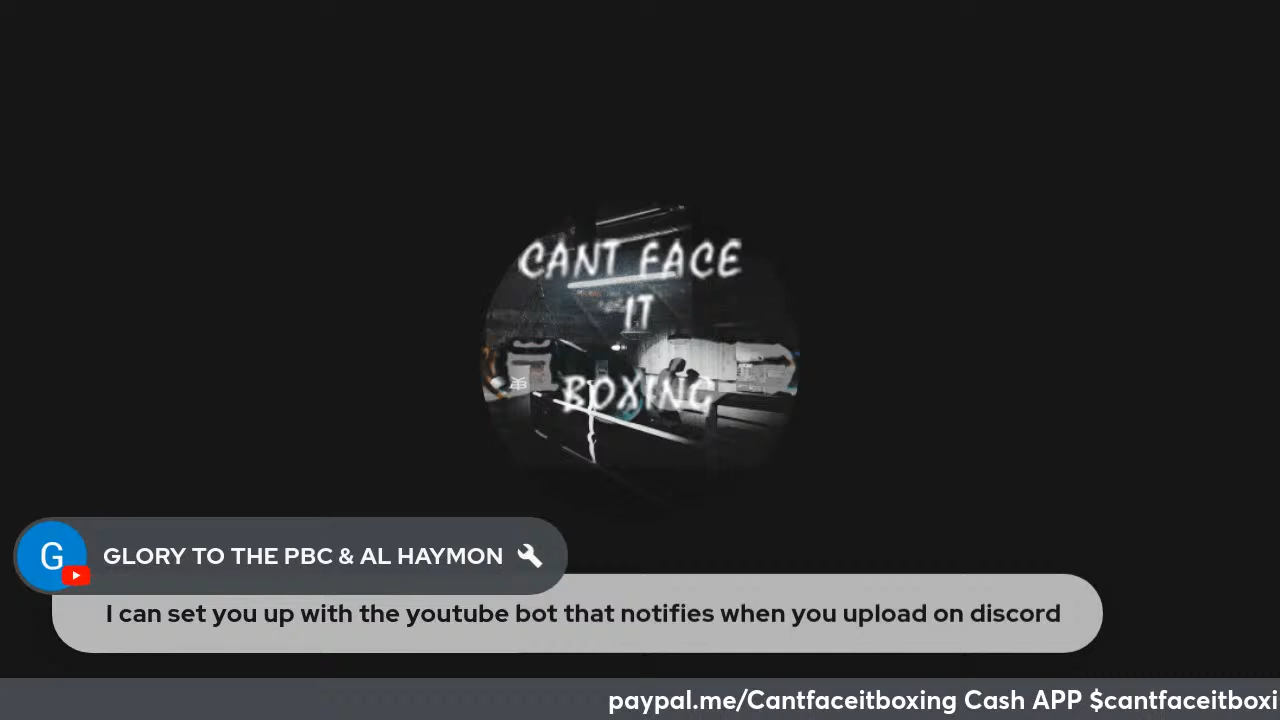 CANT FACE
IT
BOXING
G
GLORY TO THE PBC & AL HAYMON
I can set you up with the youtube bot that notifies when you upload on discord
paypal.me/Cantfaceitboxing Cash APP $cantfaceitboxi